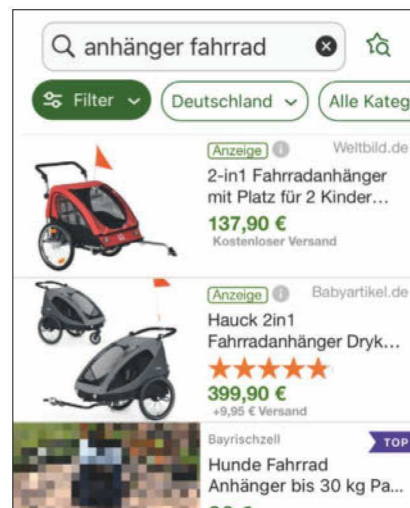 anhänger fahrrad
Filter
Deutschland
Alle Kateg
Anzeige
Weltbild.de
2-in1 Fahrradanhänger
mit Platz für 2 Kinder...
137,90 €
Kostenloser Versand
Anzeige
Babyartikel.de
Hauck 2in1
Fahrradanhänger Dryk...
399,90 €
+9,95 € Versand
Bayrischzell
TOP
Hunde Fahrrad
Anhänger bis 30 kg Pa...